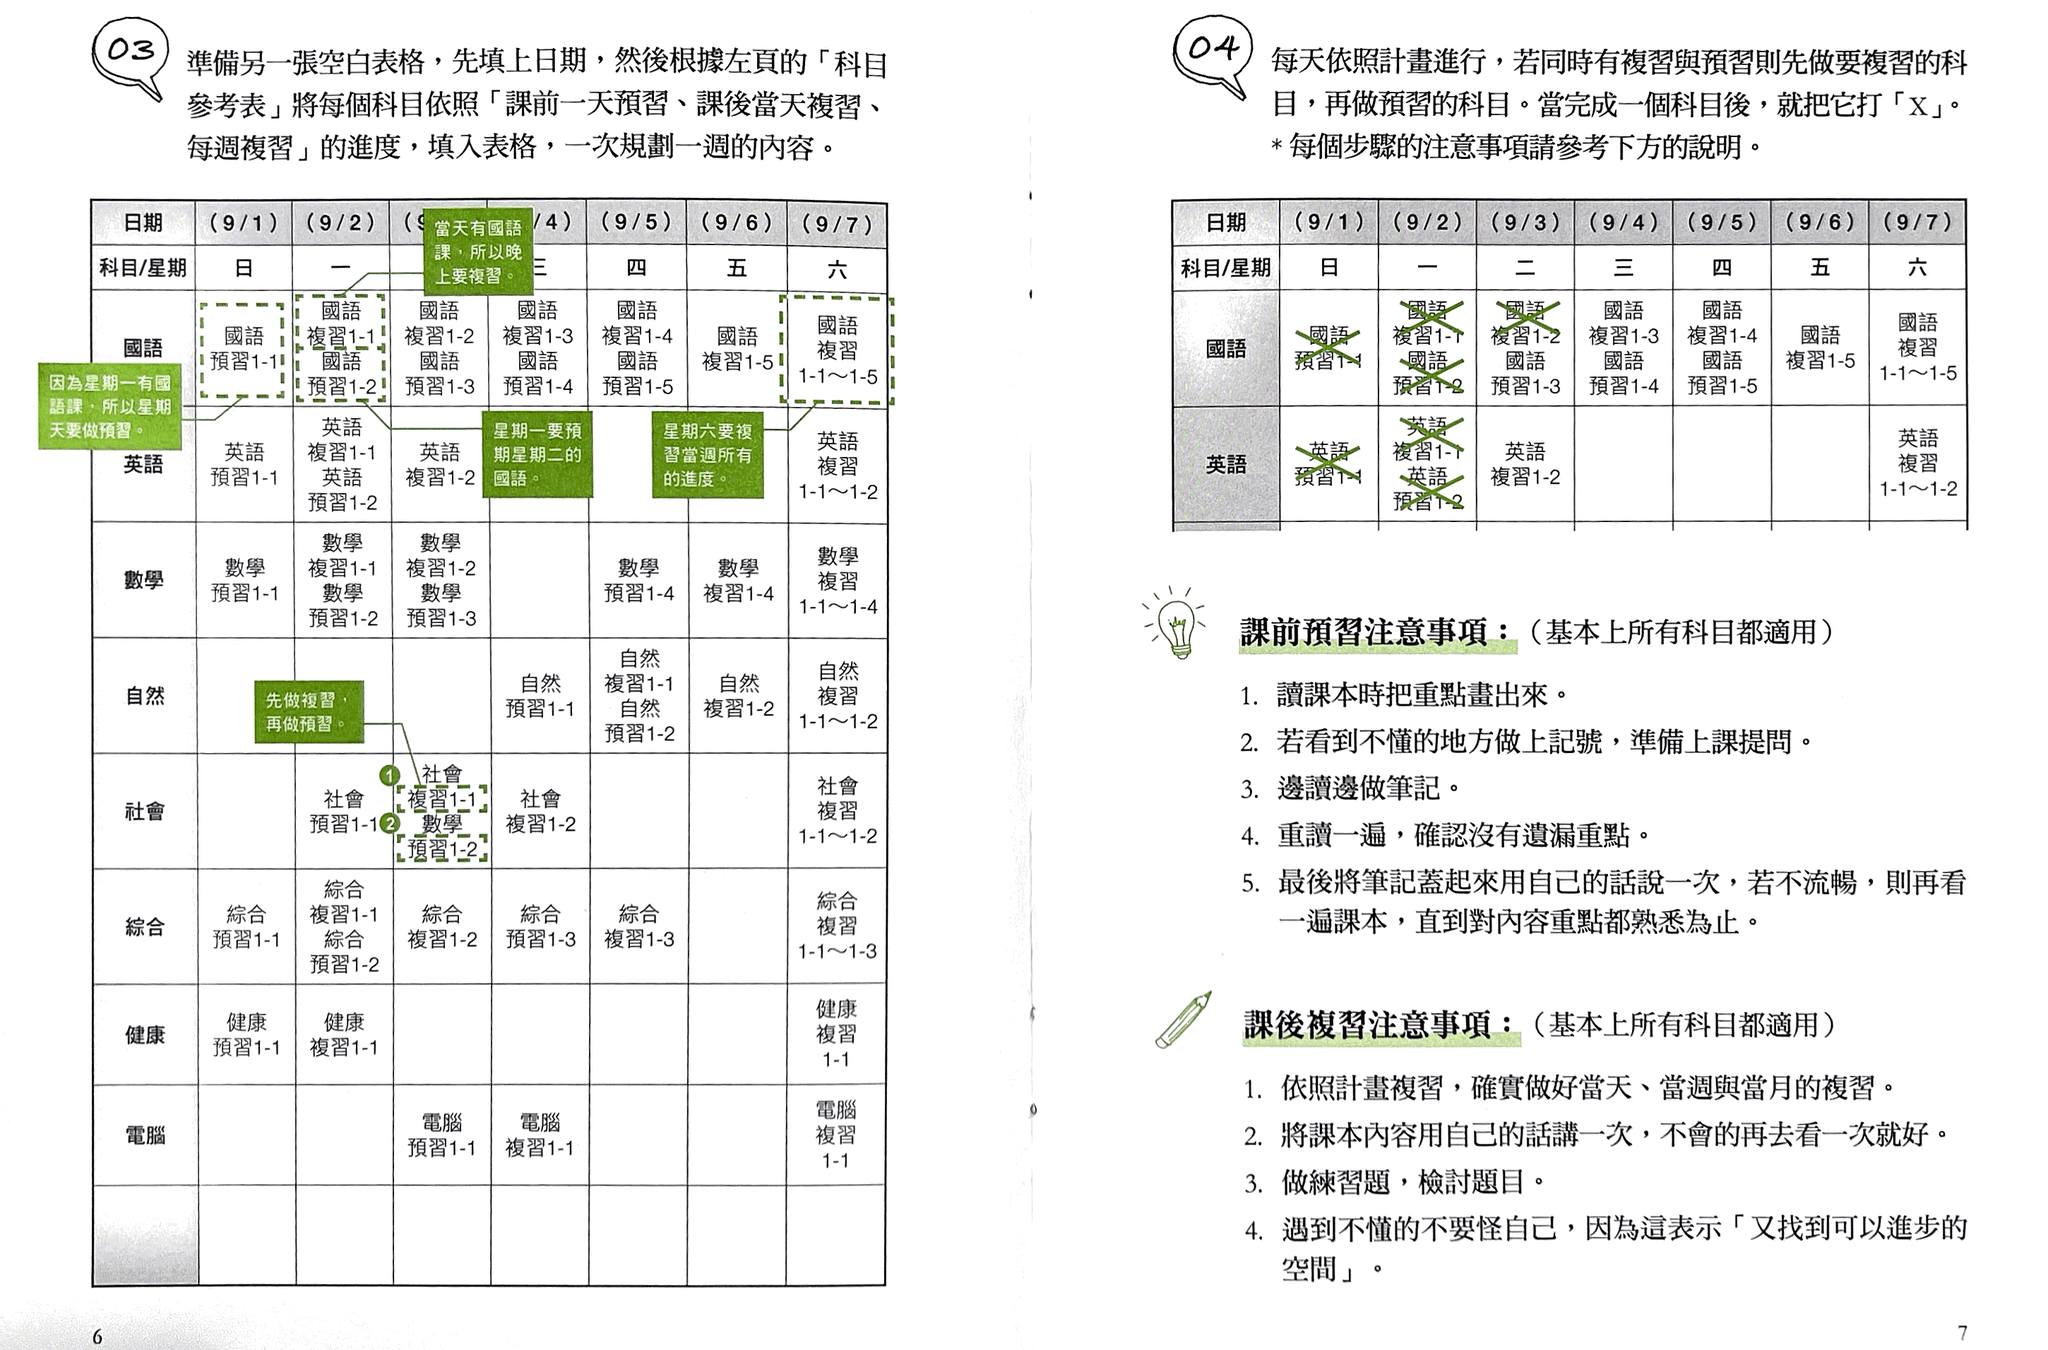 03
準備另一張空白表格，先填上日期，然後根據左頁的「科目
參考表」將每個科目依照「課前一天預習、課後當天複習、
每週複習」的進度，填入表格，一次規劃一週的內容。
日期 （9/1） （9/2） （9 /4） （9/5） （9/6） （9/7）
當天有國語
課，所以晚
上要複習。
科目/星期 日 一 三 四 五 六
國語
國語
預習1-1
國語
複習1-1
國語
預習1-2
國語
複習1-2
國語
預習1-3
國語
複習1-3
國語
預習1-4
國語
複習1-4
國語
預習1-5
國語
複習1-5
國語
複習
1-1～1-5
因為星期一有國
語課，所以星期
天要做預習。
星期一要預
期星期二的
國語。
星期六要複
習當週所有
的進度。
英語
英語
預習1-1
英語
複習1-1
英語
預習1-2
英語
複習1-2
英語
複習
1-1～1-2
數學
數學
預習1-1
數學
複習1-1
數學
預習1-2
數學
複習1-2
數學
預習1-3
數學
預習1-4
數學
複習1-4
數學
複習
1-1～1-4
自然
自然
預習1-1
自然
複習1-1
自然
預習1-2
自然
複習1-2
自然
複習
1-1～1-2
先做複習，
再做預習。
社會
社會
預習1-1
1 社會
複習1-1
2 數學
預習1-2
社會
複習1-2
社會
複習
1-1～1-2
綜合
綜合
預習1-1
綜合
複習1-1
綜合
預習1-2
綜合
複習1-2
綜合
預習1-3
綜合
複習1-3
綜合
複習
1-1～1-3
健康
健康
預習1-1
健康
複習1-1
健康
複習
1-1
電腦
電腦
預習1-1
電腦
複習1-1
電腦
複習
1-1
6
04
每天依照計畫進行，若同時有複習與預習則先做要複習的科
目，再做預習的科目。當完成一個科目後，就把它打「X」。
*每個步驟的注意事項請參考下方的說明。
日期 （9/1） （9/2） （9/3） （9/4） （9/5） （9/6） （9/7）
科目/星期 日 一 二 三 四 五 六
國語
國語
預習1-1
國語
複習1-1
國語
預習1-2
國語
複習1-2
國語
預習1-3
國語
複習1-3
國語
預習1-4
國語
複習1-4
國語
預習1-5
國語
複習1-5
國語
複習
1-1～1-5
英語
英語
預習1-1
英語
複習1-1
英語
預習1-2
英語
複習1-2
英語
複習
1-1～1-2
課前預習注意事項：（基本上所有科目都適用）
1. 讀課本時把重點畫出來。
2. 若看到不懂的地方做上記號，準備上課提問。
3. 邊讀邊做筆記。
4. 重讀一遍，確認沒有遺漏重點。
5. 最後將筆記蓋起來用自己的話說一次，若不流暢，則再看
一遍課本，直到對內容重點都熟悉為止。
課後複習注意事項：（基本上所有科目都適用）
1. 依照計畫複習，確實做好當天、當週與當月的複習。
2. 將課本內容用自己的話講一次，不會的再去看一次就好。
3. 做練習題，檢討題目。
4. 遇到不懂的不要怪自己，因為這表示「又找到可以進步的
空間」。
7